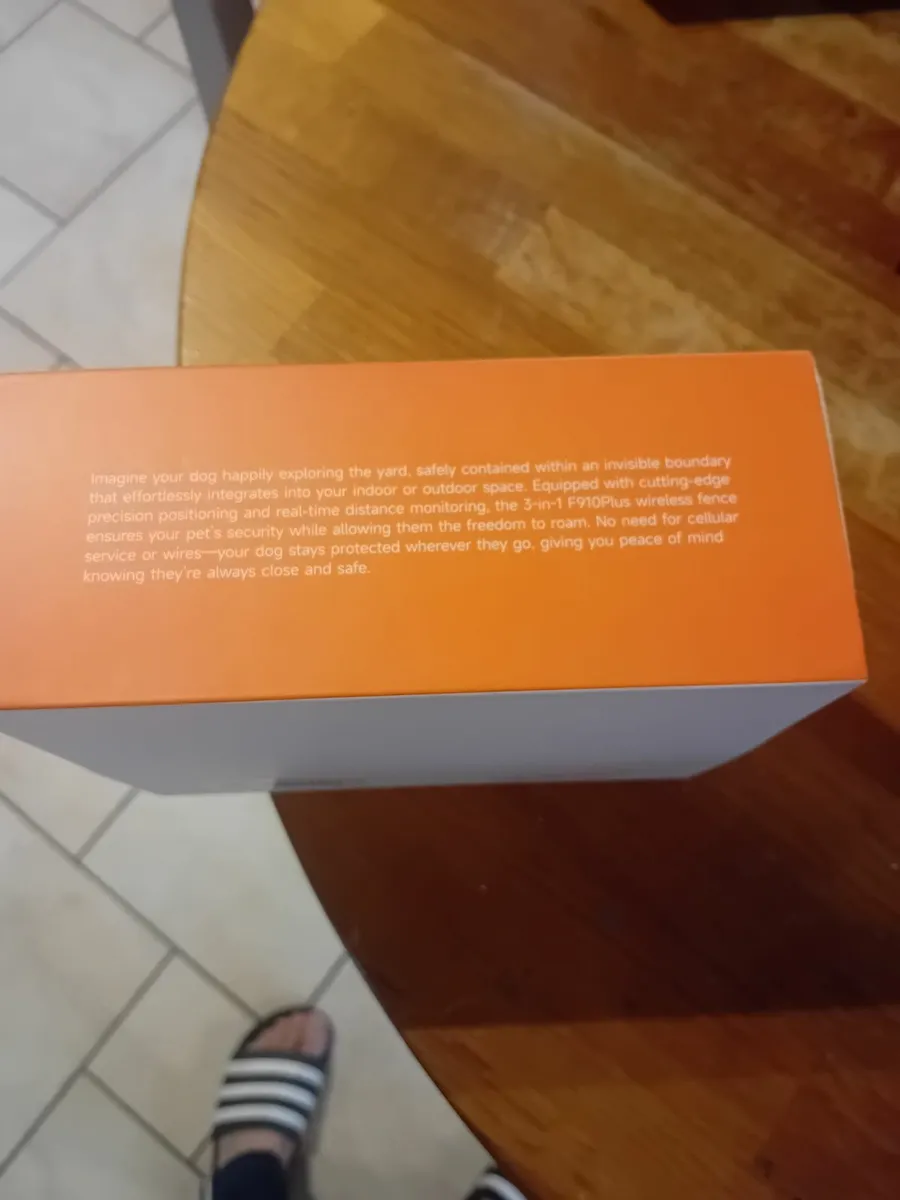 Imagine your dog happily exploring the yard, safely contained within an invisible boundary
that effortlessly integrates into your indoor or outdoor space. Equipped with cutting-edge
precision positioning and real-time distance monitoring, the 3-in-1 F910Plus wireless fence
ensures your pet's security while allowing them the freedom to roam. No need for cellular
service or wires—your dog stays protected wherever they go, giving you peace of mind
knowing they're always close and safe.